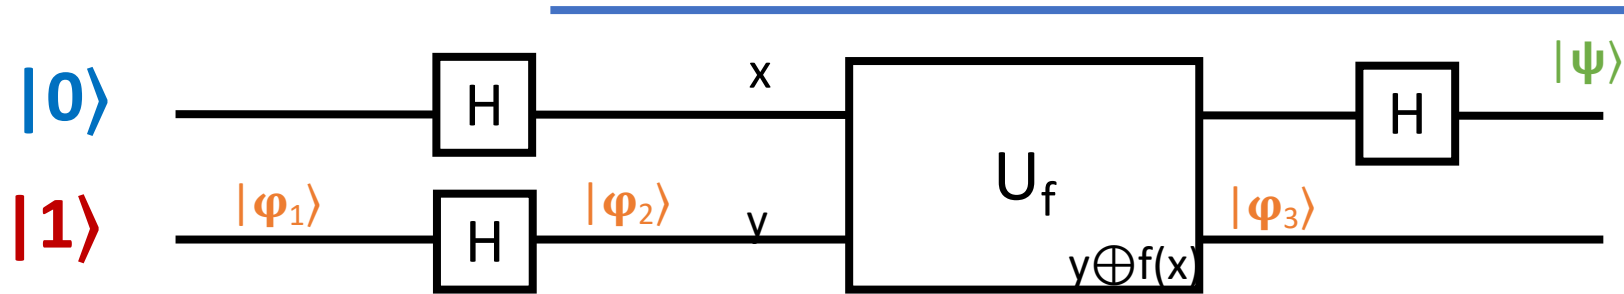 |0⟩ H x U_f H |ψ⟩
|1⟩ |φ₁⟩ H |φ₂⟩ y y⊕f(x) |φ₃⟩